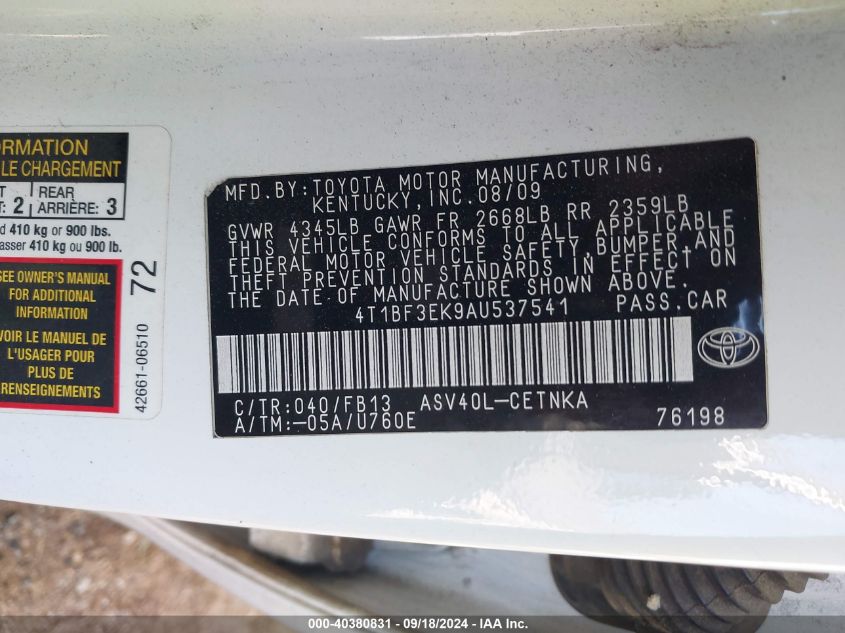 ORMATION
LE CHARGEMENT
REAR
: 2 ARRIÈRE: 3
d 410 kg or 900 lbs.
asser 410 kg ou 900 lb.
SEE OWNER'S MANUAL
FOR ADDITIONAL
INFORMATION
VOIR LE MANUEL DE
L'USAGER POUR
PLUS DE
RENSEIGNEMENTS
42661-06510 72
MFD. BY: TOYOTA MOTOR MANUFACTURING,
KENTUCKY, INC. 08/09
GVWR 4345LB GAWR FR 2668LB RR 2359LB
THIS VEHICLE CONFORMS TO ALL APPLICABLE
FEDERAL MOTOR VEHICLE SAFETY, BUMPER, AND
THEFT PREVENTION STANDARDS IN EFFECT ON
THE DATE OF MANUFACTURE SHOWN ABOVE.
4T1BF3EK9AU537541 PASS.CAR
C/TR:040/FB13 ASV40L-CETNKA
A/TM:-05A/U760E 76198
000-40380831 - 09/18/2024 - IAA Inc.